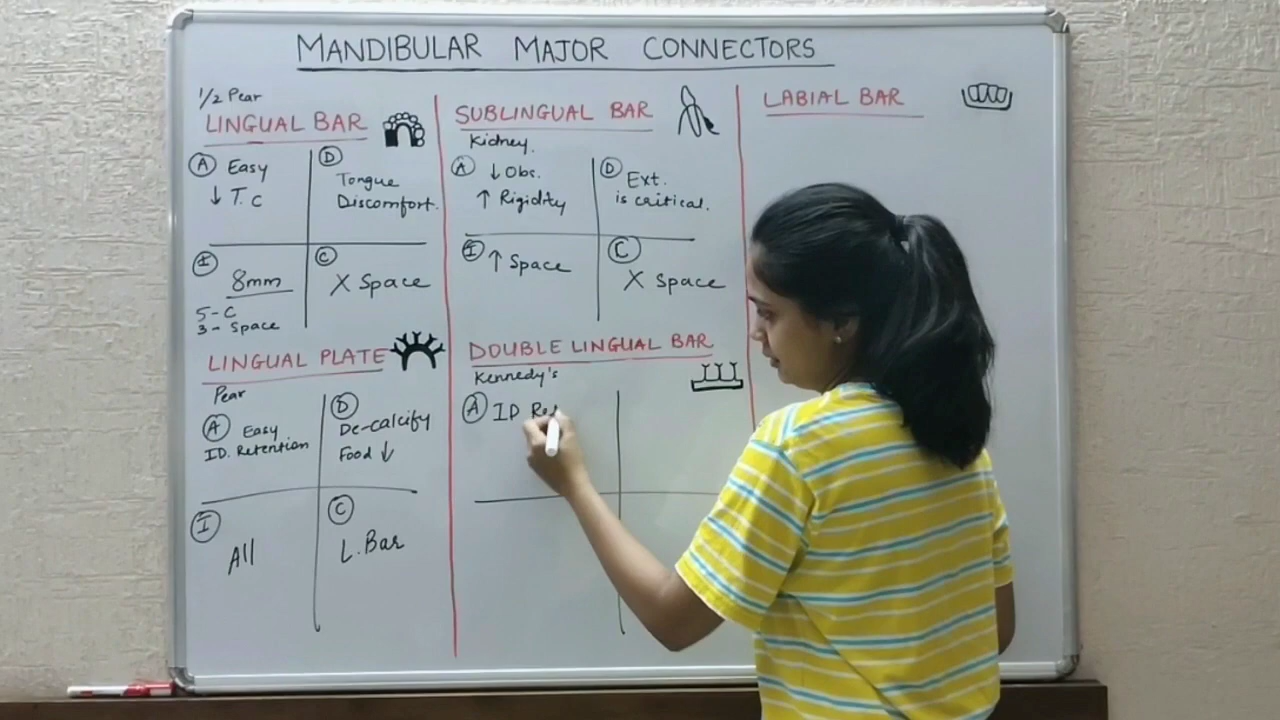 MANDIBULAR MAJOR CONNECTORS
1/2 Pear
LINGUAL BAR
A Easy
↓ T.C
D
Tongue
Discomfort.
I
8mm
5-C
3- Space
C
X Space
LINGUAL PLATE
Pear
A Easy
ID. Retention
D
De-calcify
Food ↓
I
All
C
L. Bar
SUBLINGUAL BAR
Kidney.
A ↓ Obs.
↑ Rigidity
D Ext.
is critical.
I ↑ Space
C
X Space
DOUBLE LINGUAL BAR
Kennedy's
A ID Re
LABIAL BAR